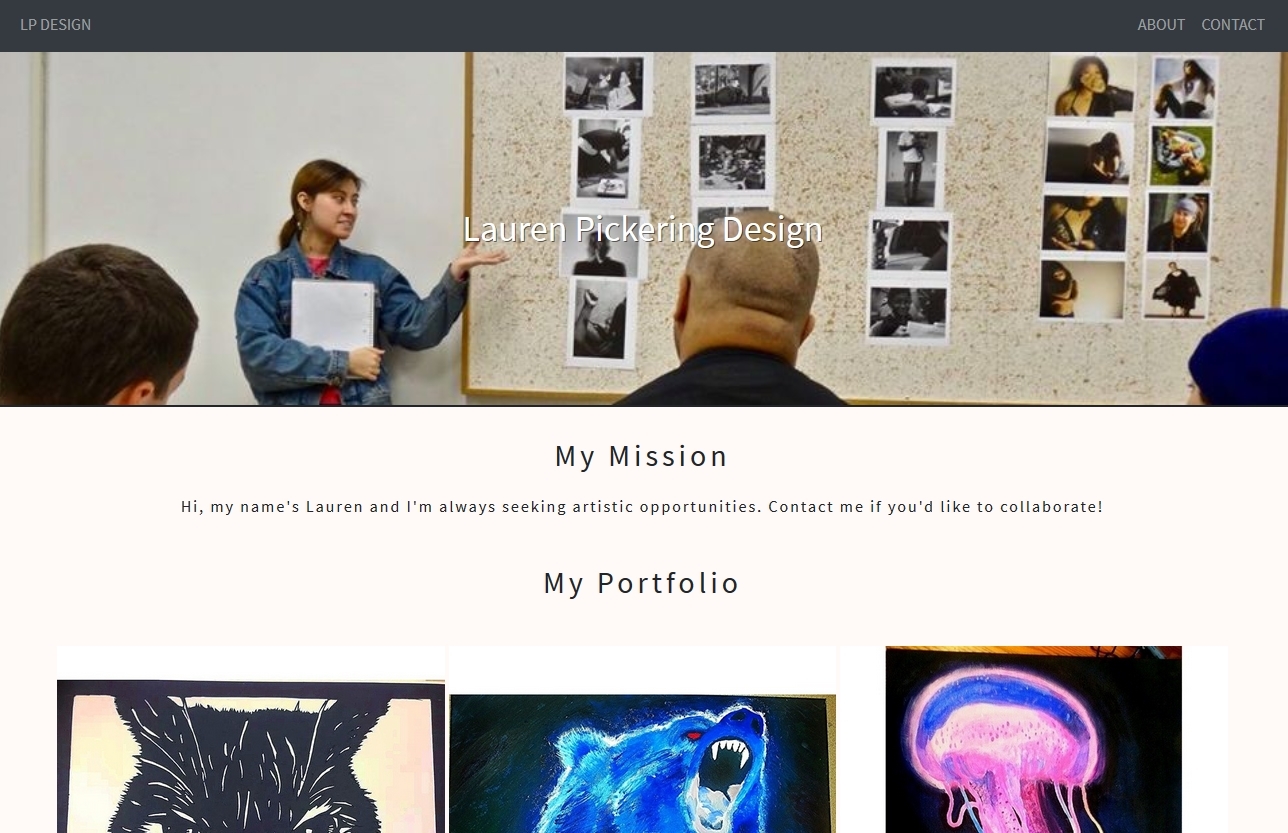 LP DESIGN
ABOUT
CONTACT
Lauren Pickering Design
My Mission
Hi, my name's Lauren and I'm always seeking artistic opportunities. Contact me if you'd like to collaborate!
My Portfolio